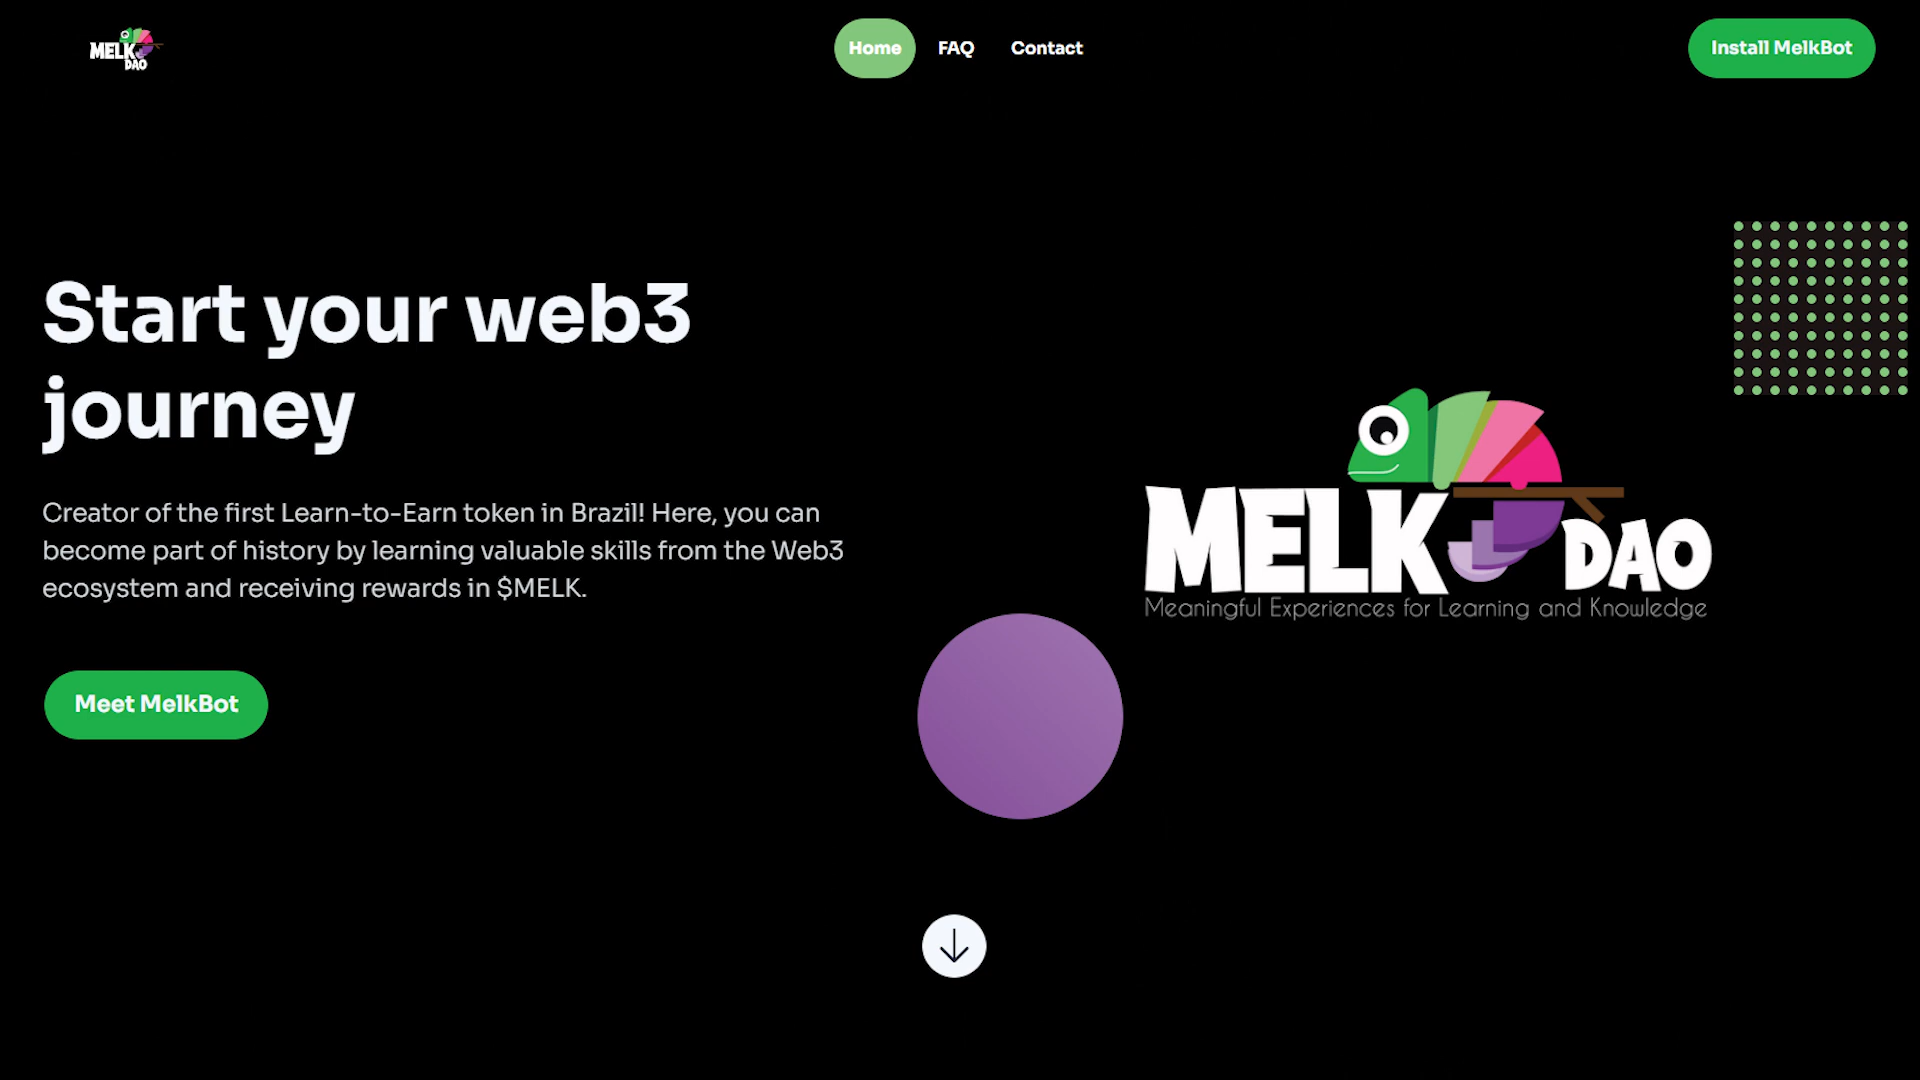 MELK
DAO
Home
FAQ
Contact
Install MelkBot
Start your web3
journey
Creator of the first Learn-to-Earn token in Brazil! Here, you can
become part of history by learning valuable skills from the Web3
ecosystem and receiving rewards in $MELK.
Meet MelkBot
MELK DAO
Meaningful Experiences for Learning and Knowledge